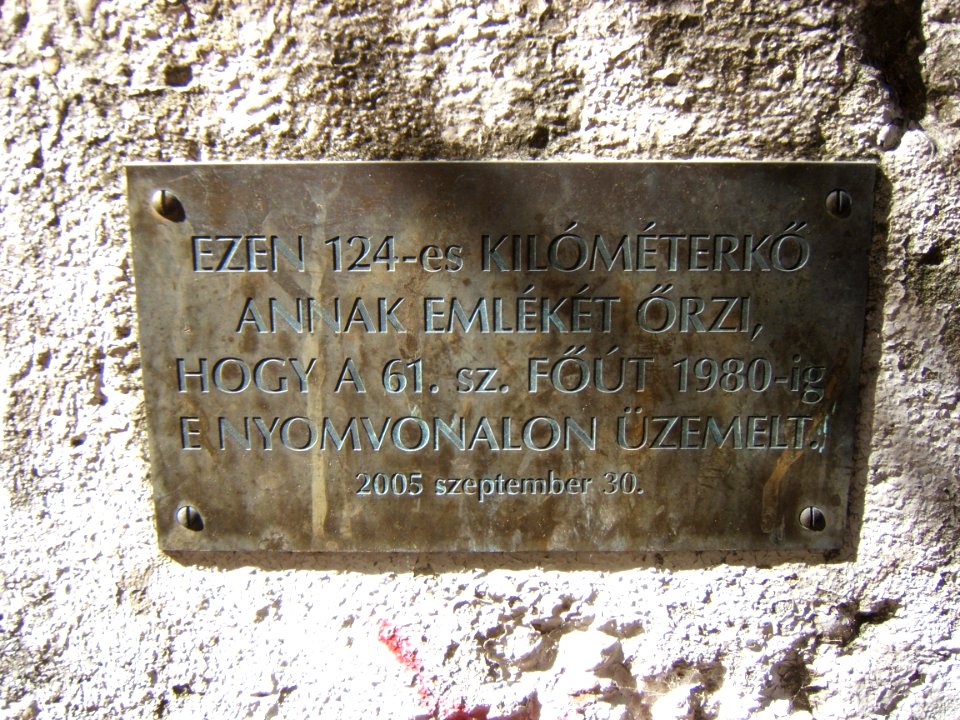 EZEN 124-es KILÓMÉTERKŐ
ANNAK EMLÉKÉT ŐRZI,
HOGY A 61. sz. FŐÚT 1980-ig
E NYOMVONALON ÜZEMELT.
2005 szeptember 30.